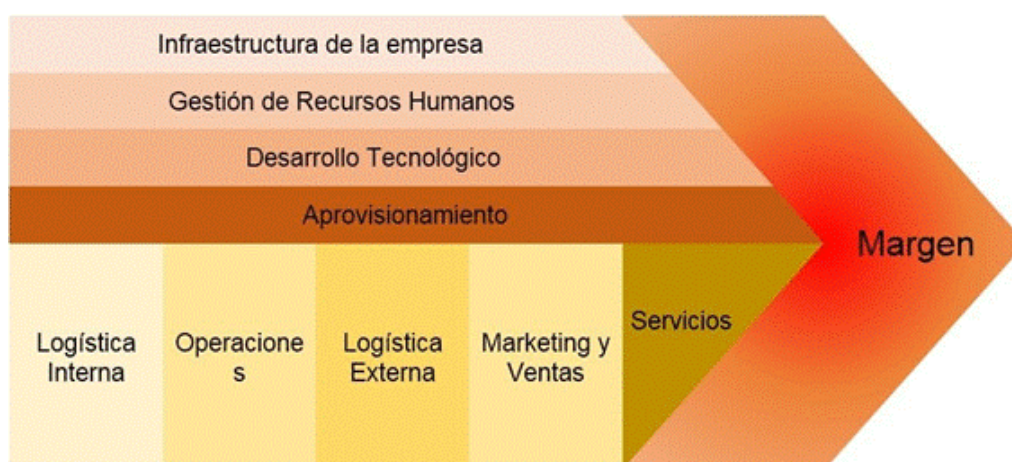 Infraestructura de la empresa
Gestión de Recursos Humanos
Desarrollo Tecnológico
Aprovisionamiento
Margen
Logística
Interna
Operacione
s
Logística
Externa
Marketing y
Ventas
Servicios